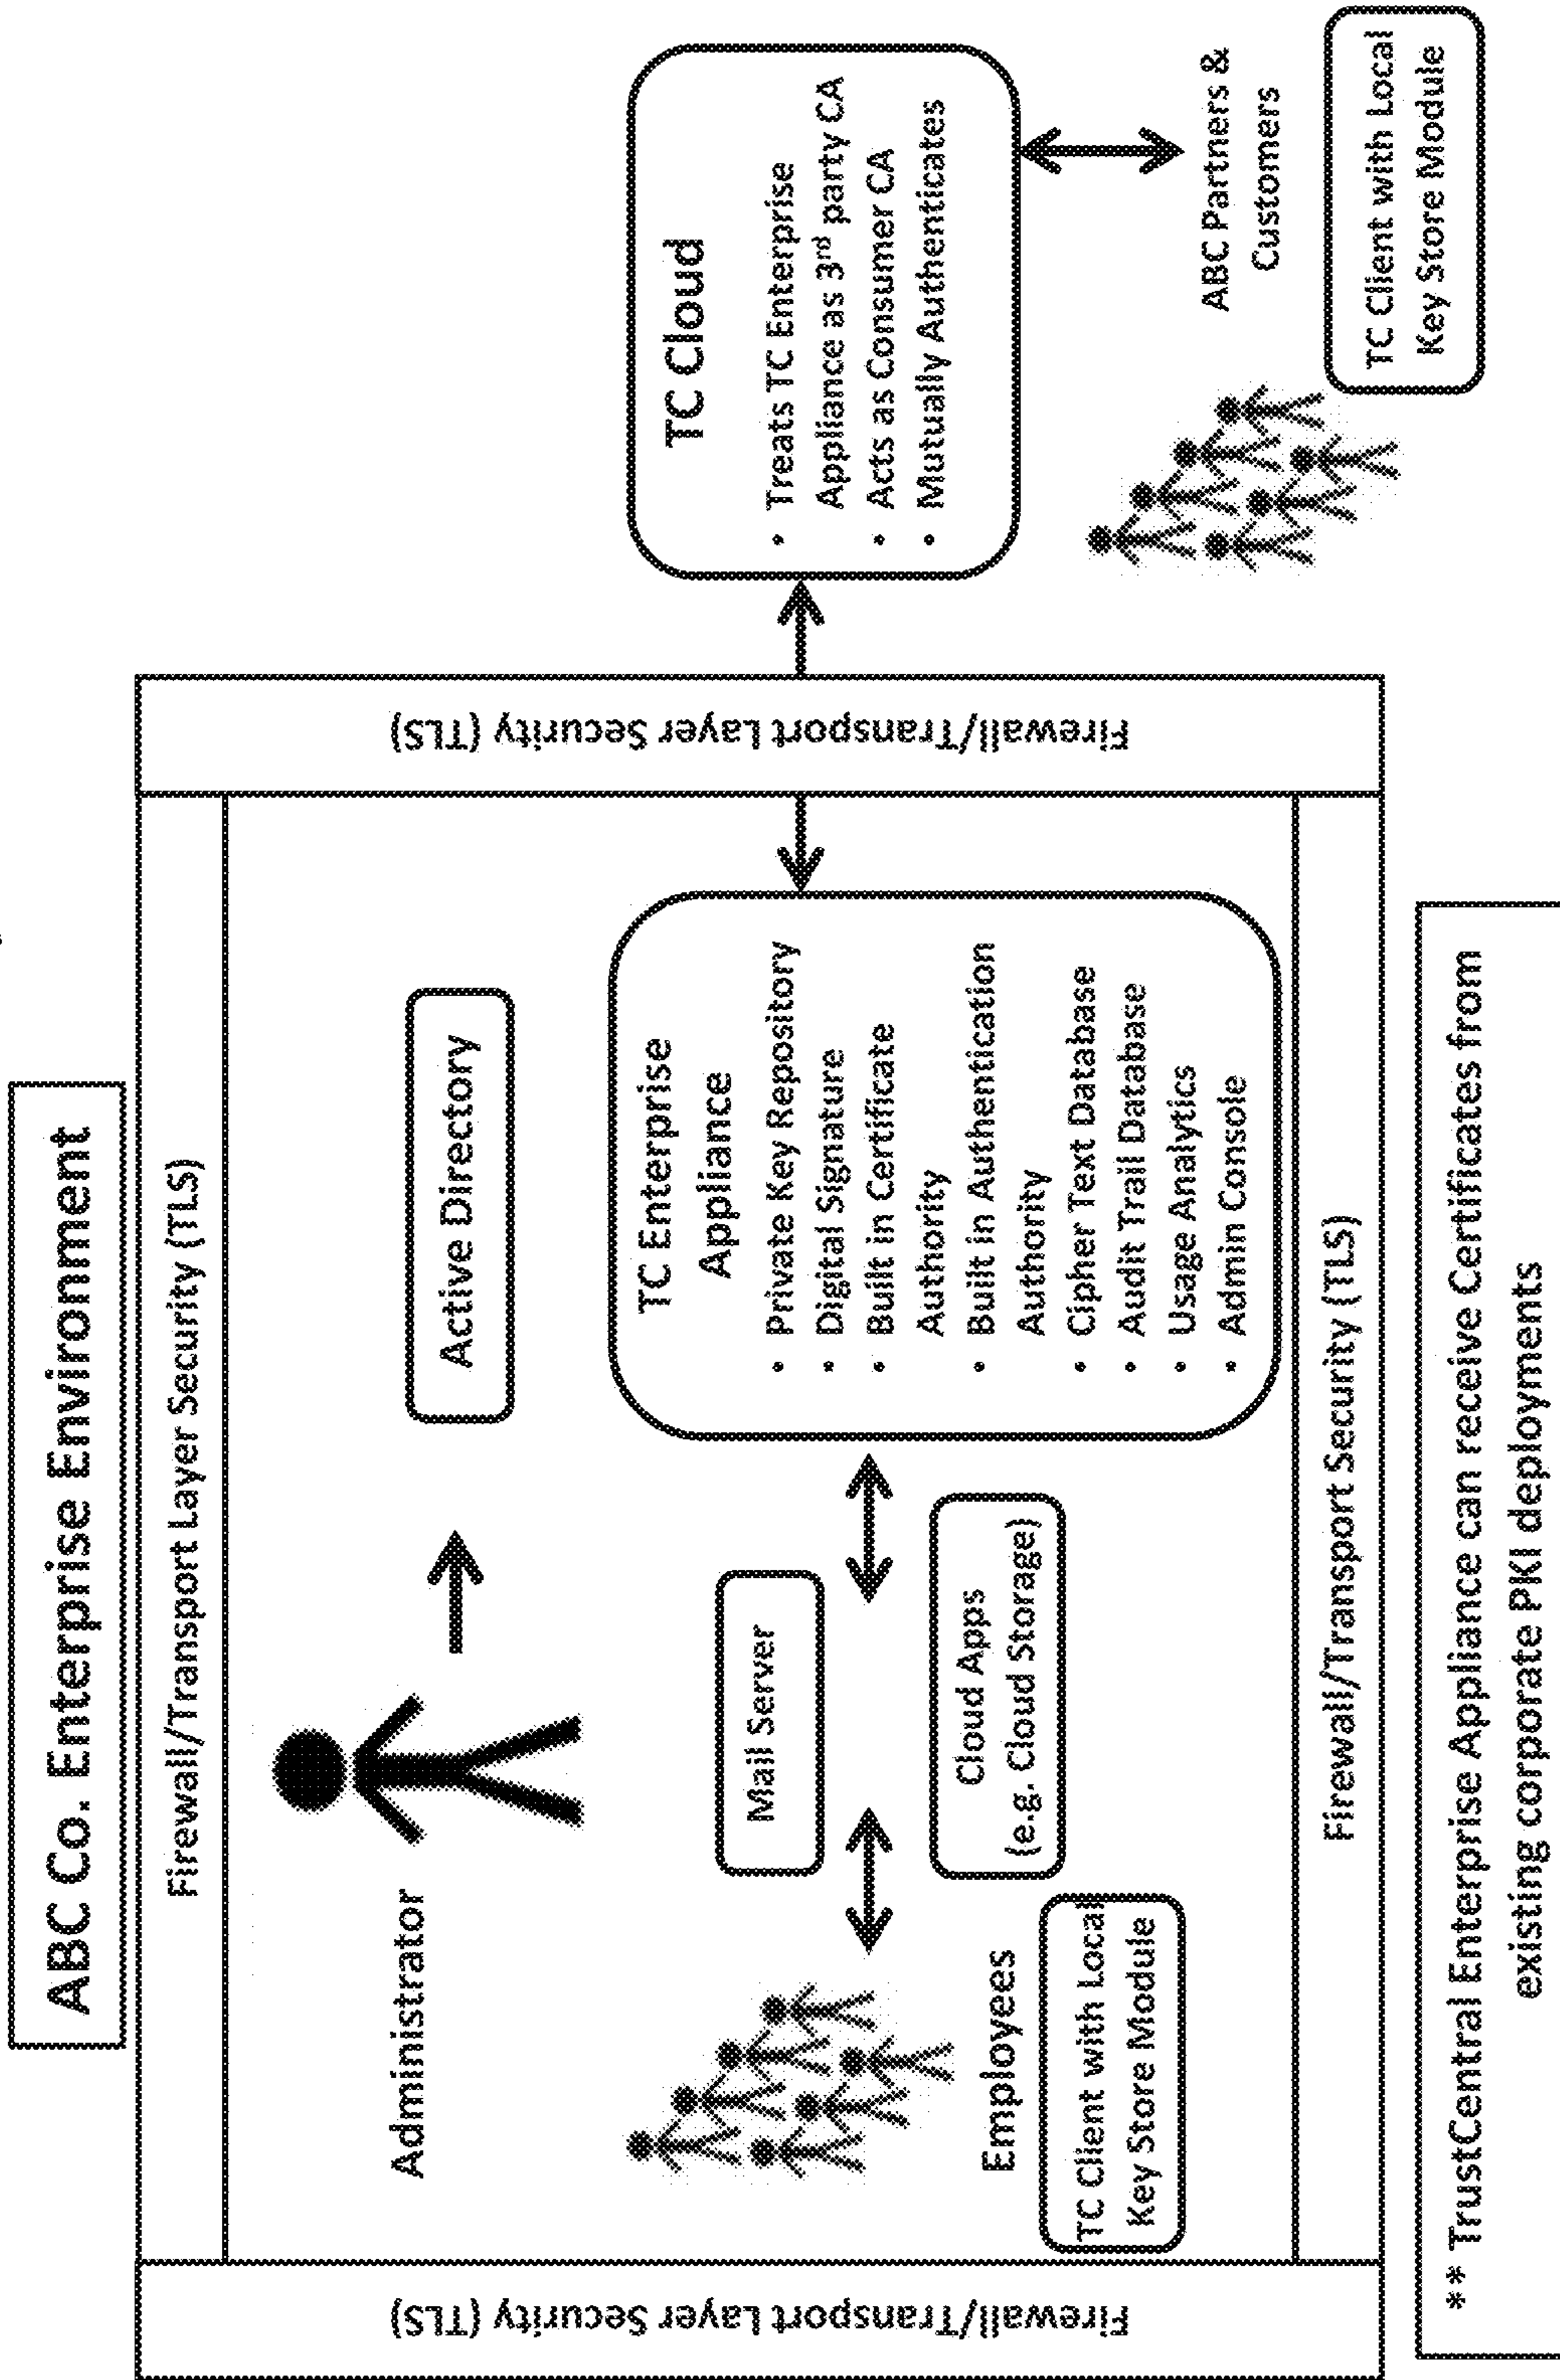 ABC Co. Enterprise Environment
Firewall/Transport Layer Security (TLS)
Firewall/Transport Layer Security (TLS)
Administrator
Active Directory
Employees
TC Client with Local
Key Store Module
Mail Server
Cloud Apps
(e.g. Cloud Storage)
TC Enterprise
Appliance
• Private Key Repository
• Digital Signature
• Built in Certificate
Authority
• Built in Authentication
Authority
• Cipher Text Database
• Audit Trail Database
• Usage Analytics
• Admin Console
Firewall/Transport Security (TLS)
Firewall/Transport Layer Security (TLS)
TC Cloud
• Treats TC Enterprise
Appliance as 3rd party CA
• Acts as Consumer CA
• Mutually Authenticates
ABC Partners &
Customers
TC Client with Local
Key Store Module
** TrustCentral Enterprise Appliance can receive Certificates from
existing corporate PKI deployments